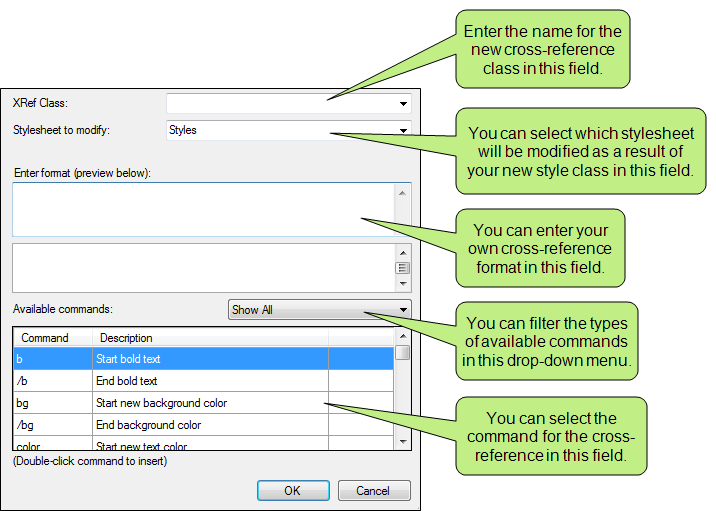 Enter the name for the
new cross-reference
class in this field.
XRef Class:
Stylesheet to modify:
Styles
You can select which stylesheet
will be modified as a result of
your new style class in this field.
Enter format (preview below):
You can enter your
own cross-reference
format in this field.
Available commands:
Show All
You can filter the types
of available commands
in this drop-down menu.
Command Description
b Start bold text
/b End bold text
bg Start new background color
/bg End background color
color Start new text color
You can select the
command for the cross-
reference in this field.
(Double-click command to insert)
OK Cancel